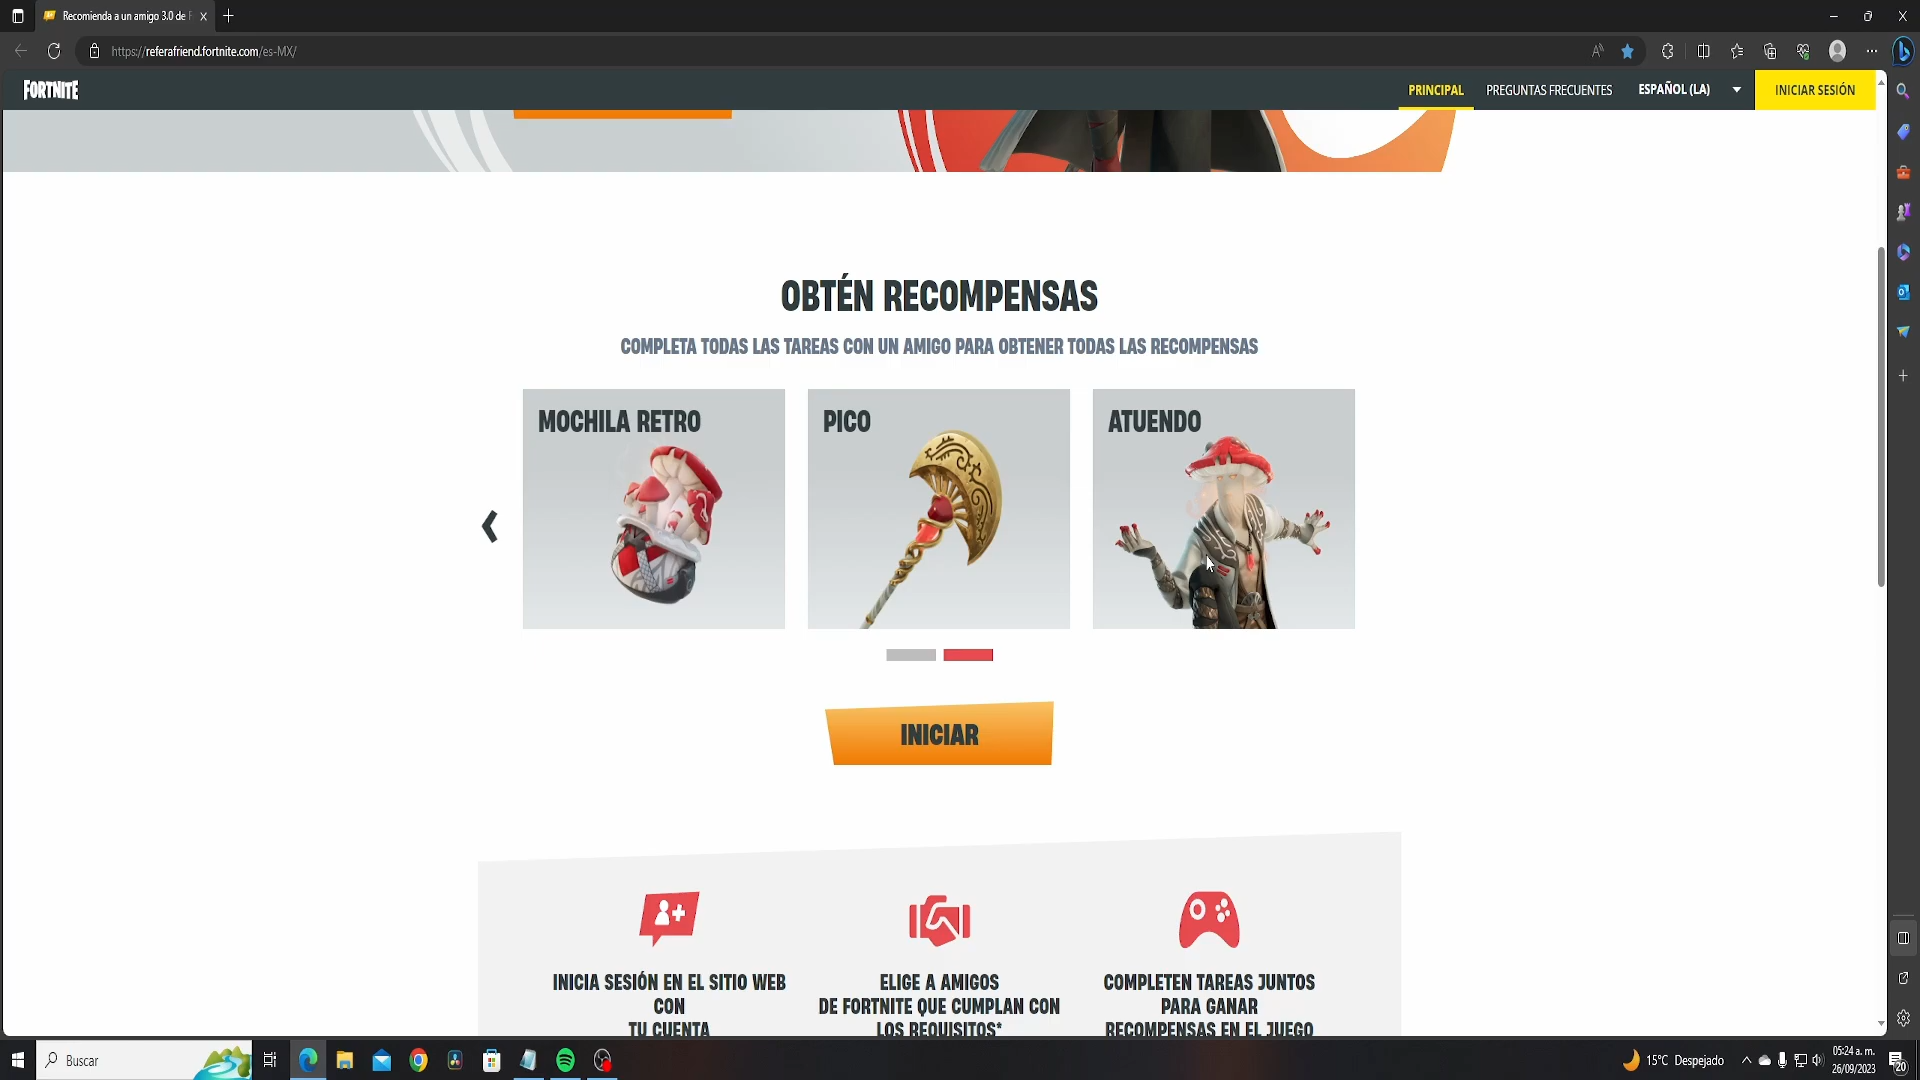 Recomienda a un amigo 3.0 de F
https://referafriend.fortnite.com/es-MX/
FORTNITE
PRINCIPAL
PREGUNTAS FRECUENTES
ESPAÑOL (LA)
INICIAR SESIÓN
OBTÉN RECOMPENSAS
COMPLETA TODAS LAS TAREAS CON UN AMIGO PARA OBTENER TODAS LAS RECOMPENSAS
MOCHILA RETRO
PICO
ATUENDO
INICIAR
INICIA SESIÓN EN EL SITIO WEB
CON
TU CUENTA
ELIGE A AMIGOS
DE FORTNITE QUE CUMPLAN CON
LOS REQUISITOS*
COMPLETEN TAREAS JUNTOS
PARA GANAR
RECOMPENSAS EN EL JUEGO
Buscar
15°C Despejado
05:24 a. m.
26/09/2023
20